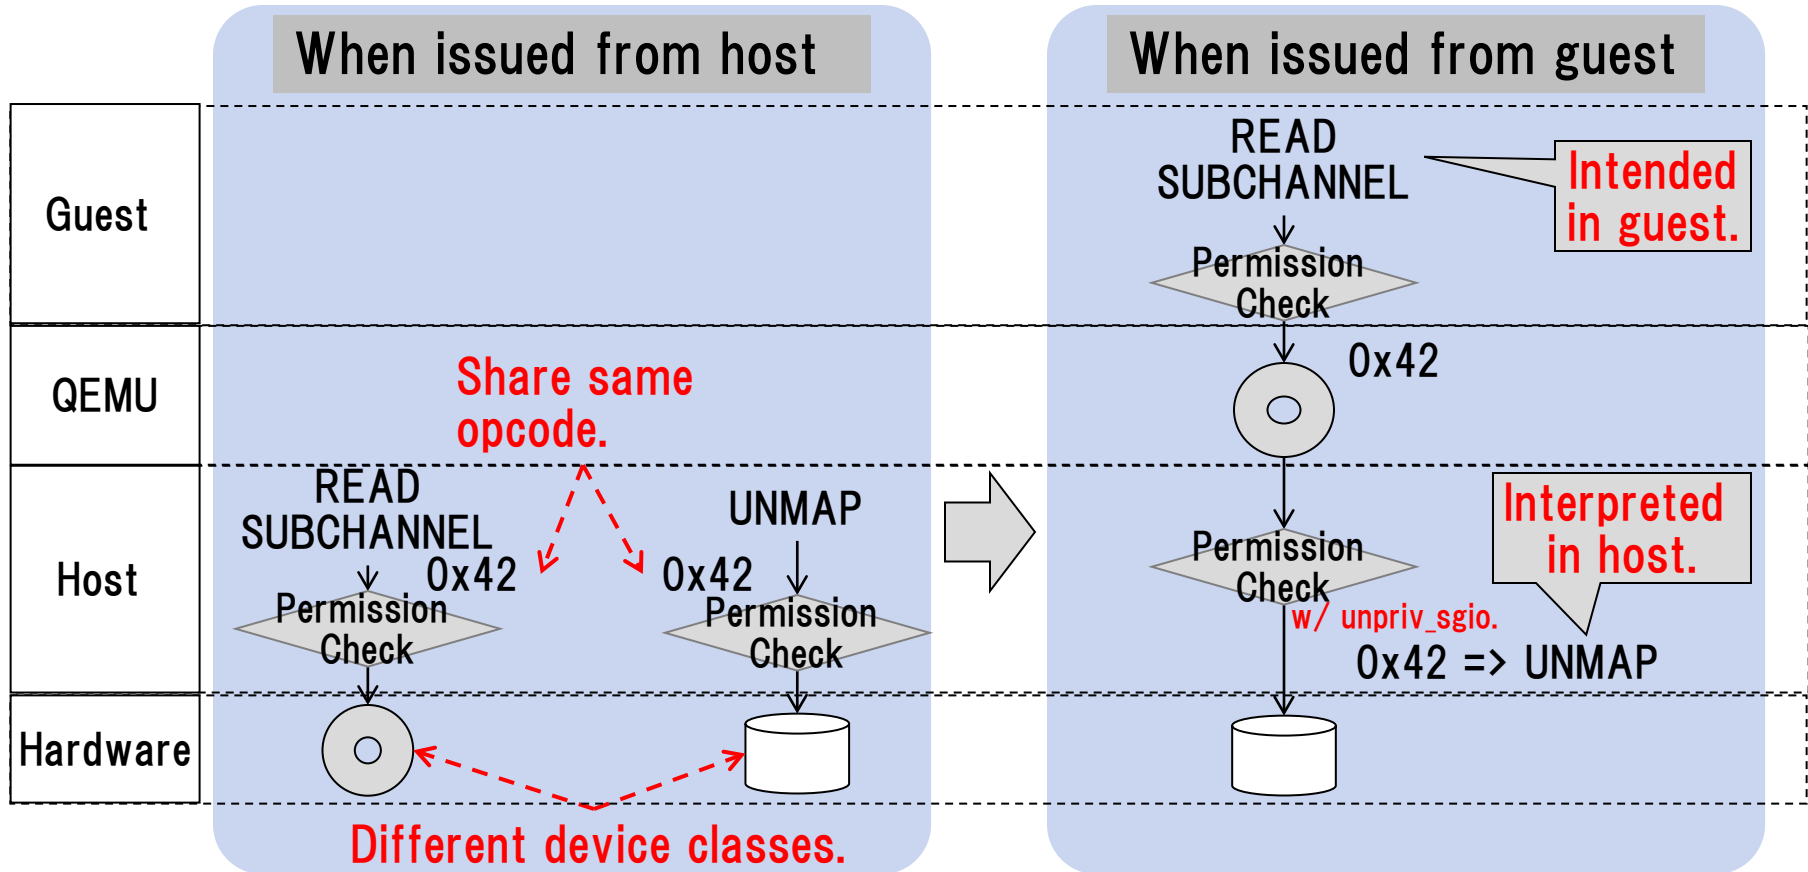 When issued from host
When issued from guest
Guest
READ
SUBCHANNEL
Intended
in guest.
Permission
Check
QEMU
Share same
opcode.
0x42
Host
READ
SUBCHANNEL
0x42
Permission
Check
UNMAP
0x42
Permission
Check
Permission
Check
w/ unpriv_sgio.
Interpreted
in host.
0x42 => UNMAP
Hardware
Different device classes.